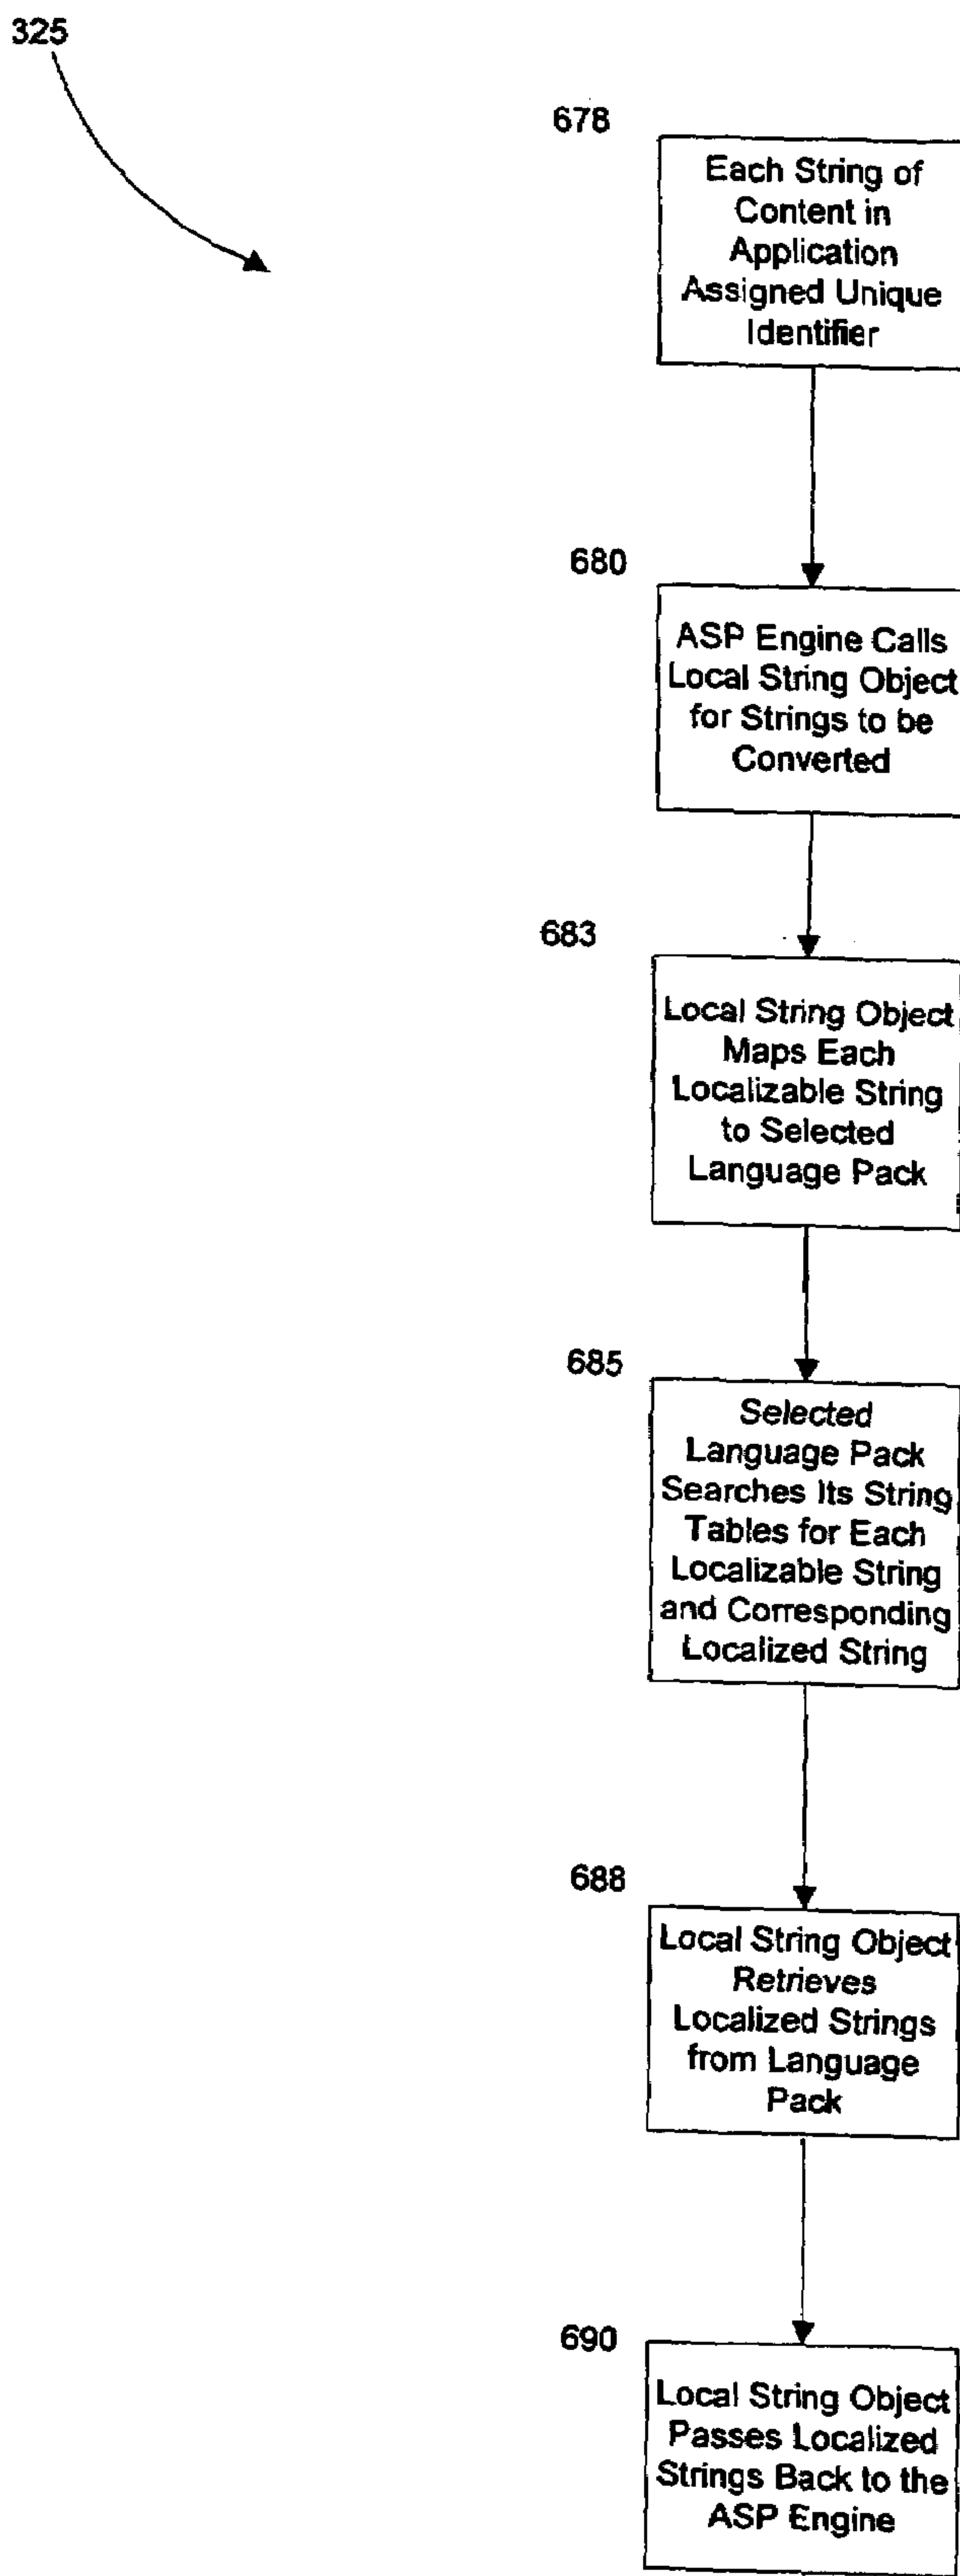 325
678
Each String of
Content in
Application
Assigned Unique
Identifier
680
ASP Engine Calls
Local String Object
for Strings to be
Converted
683
Local String Object
Maps Each
Localizable String
to Selected
Language Pack
685
Selected
Language Pack
Searches Its String
Tables for Each
Localizable String
and Corresponding
Localized String
688
Local String Object
Retrieves
Localized Strings
from Language
Pack
690
Local String Object
Passes Localized
Strings Back to the
ASP Engine